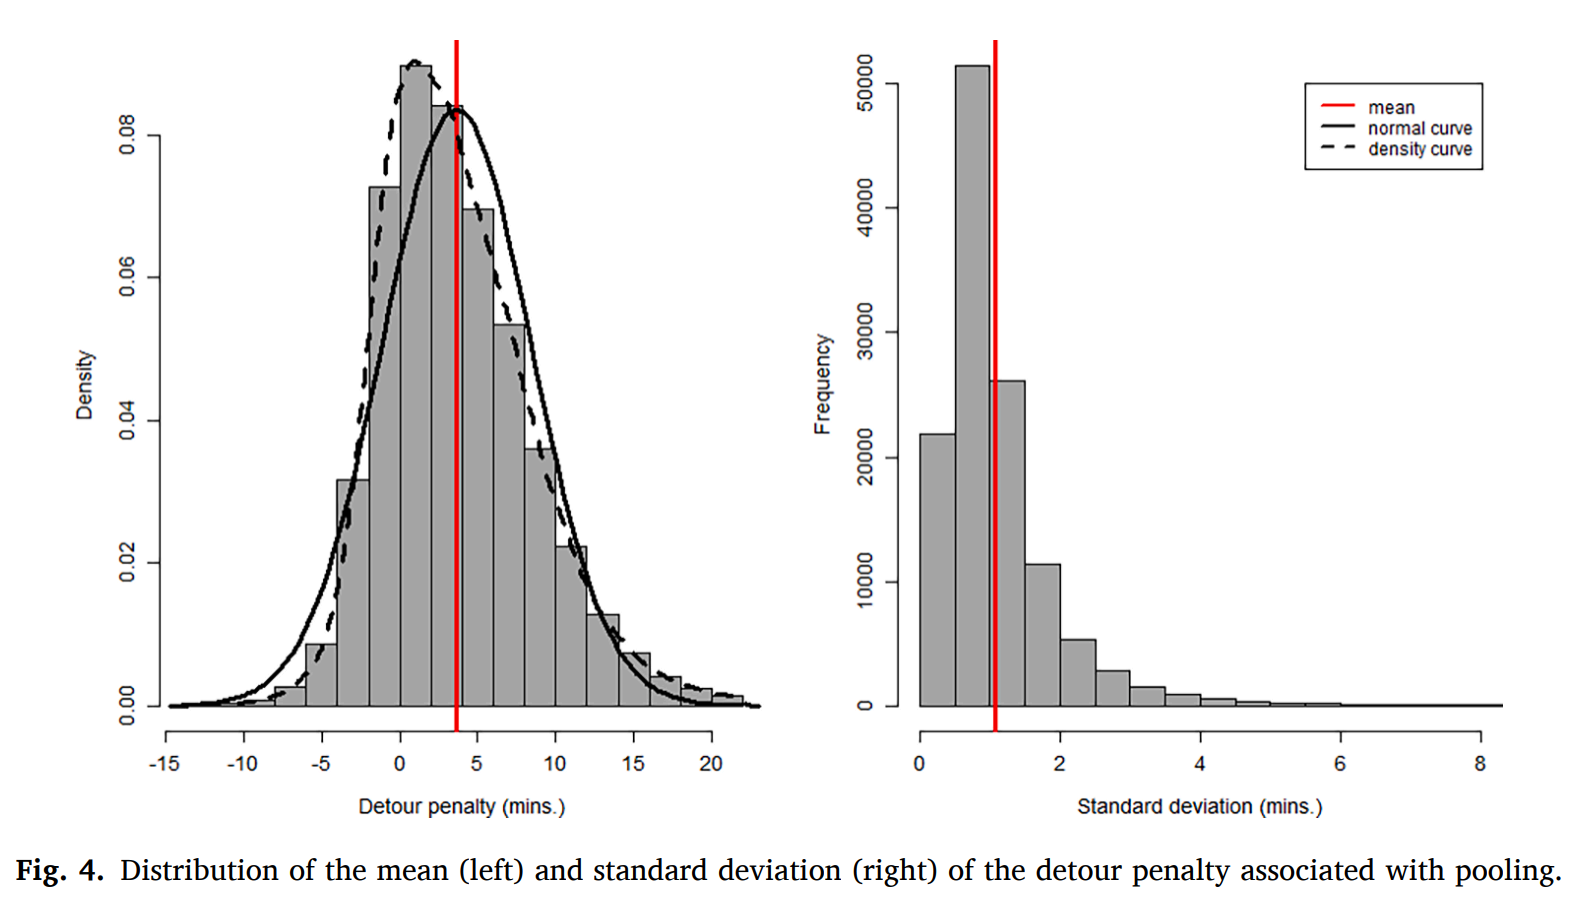 Density
0.00 0.02 0.04 0.06 0.08
-15 -10 -5 0 5 10 15 20
Detour penalty (mins.)
Frequency
0 10000 20000 30000 40000 50000
0 2 4 6 8
Standard deviation (mins.)
mean
normal curve
density curve
Fig. 4. Distribution of the mean (left) and standard deviation (right) of the detour penalty associated with pooling.